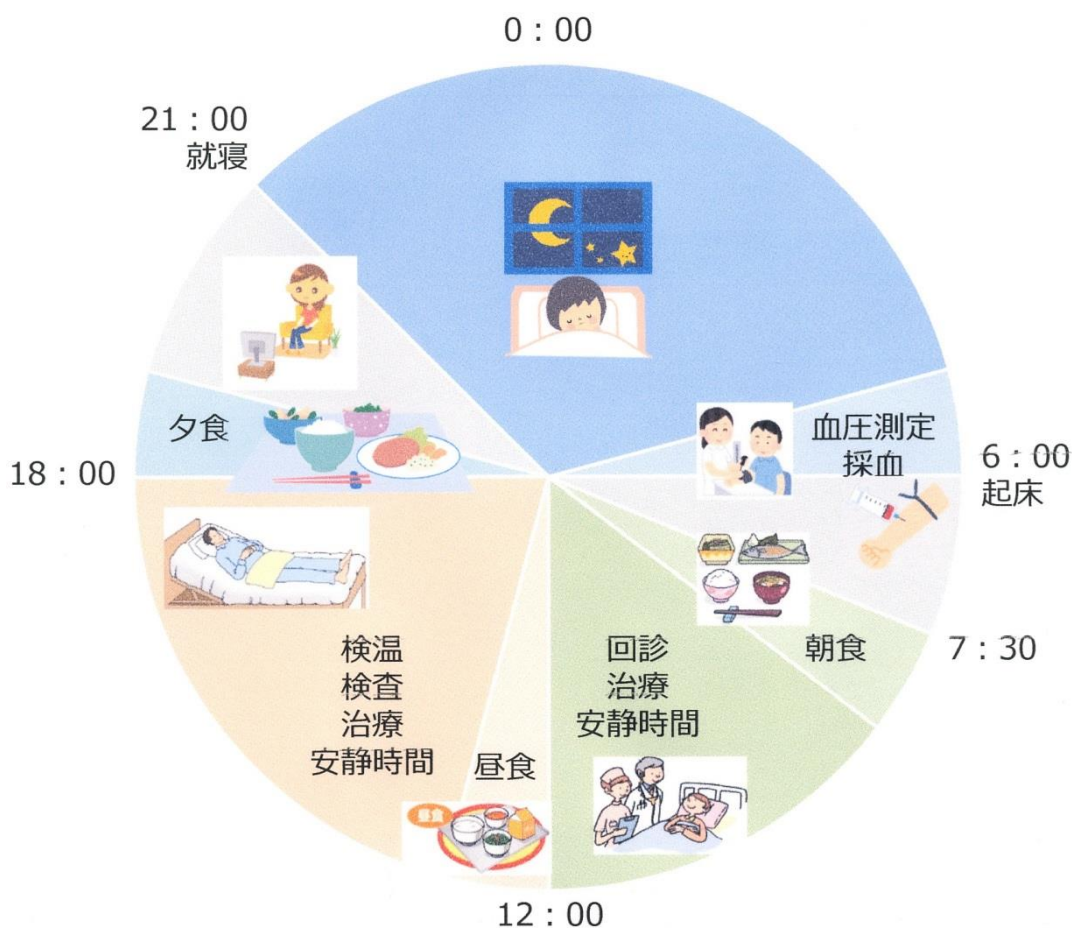 0：00
21：00
就寝
血圧測定
採血
6：00
起床
夕食
18：00
朝食
7：30
検温
検査
治療
安静時間
回診
治療
安静時間
昼食
昼食
12：00